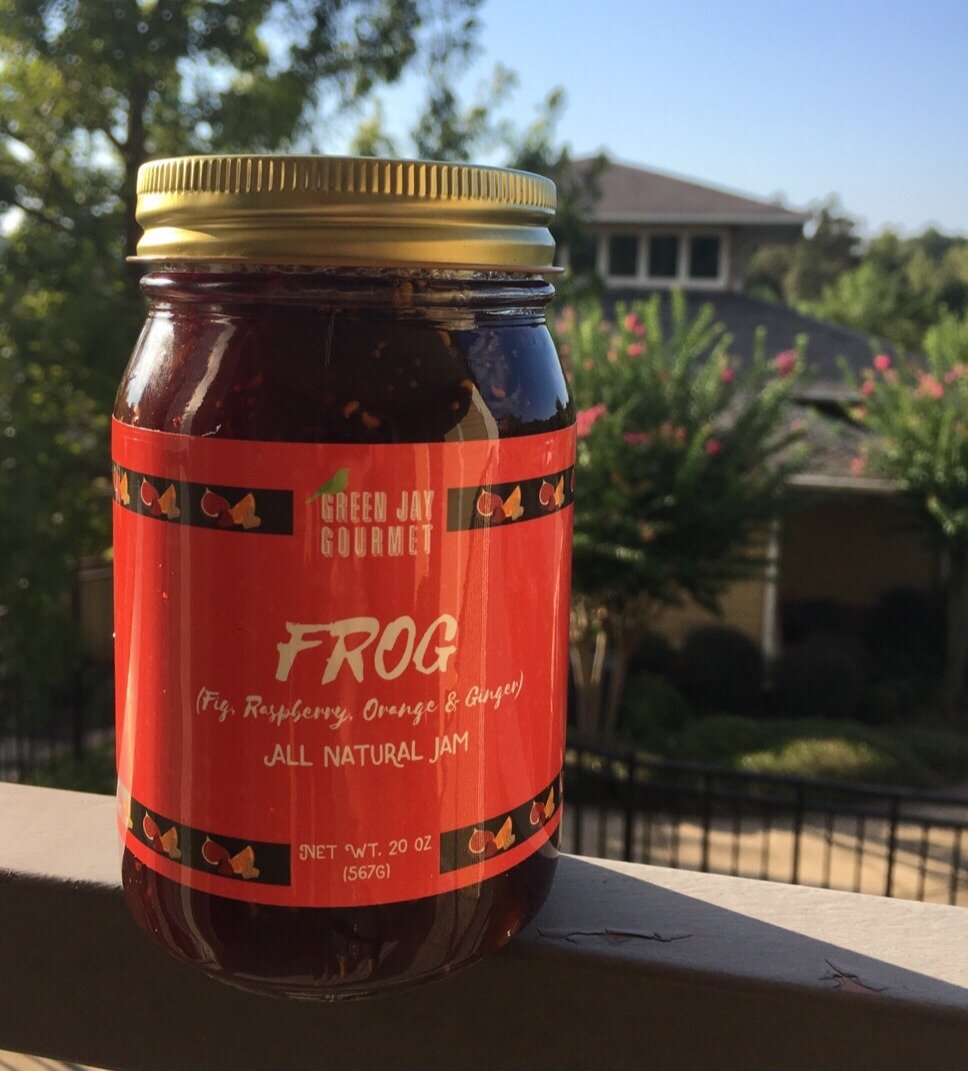 GREEN JAY
GOURMET
FROG
(Fig, Raspberry, Orange & Ginger)
ALL NATURAL JAM
NET WT. 20 OZ
(567G)